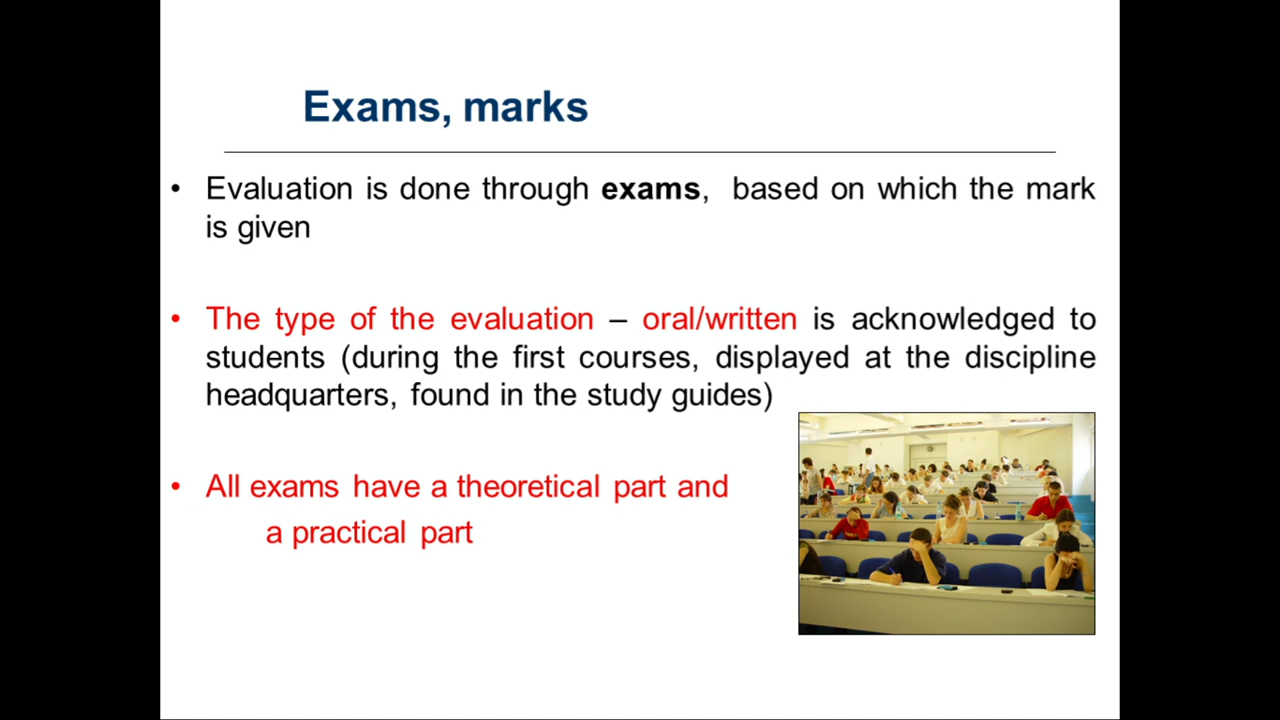 Exams, marks
• Evaluation is done through exams, based on which the mark
is given
• The type of the evaluation – oral/written is acknowledged to
students (during the first courses, displayed at the discipline
headquarters, found in the study guides)
• All exams have a theoretical part and
a practical part